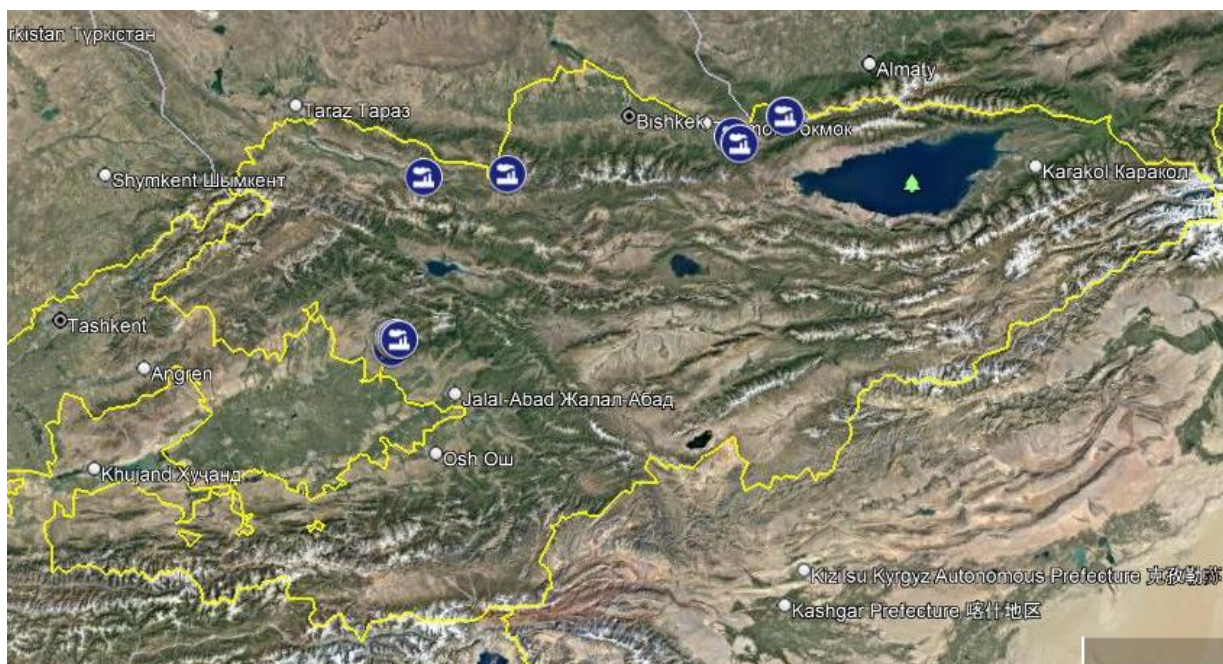 rkistan Түркістан
Almaty
Taraz Тараз
Bishkek
окмок
Shymkent Шымкент
Karakol Каракол
Tashkent
Angren
Jalal-Abad Жалал-Абад
Osh Ош
Khujand Хуҷанд
Kizilsu Kyrgyz Autonomous Prefecture 克孜勒苏
Kashgar Prefecture 喀什地区